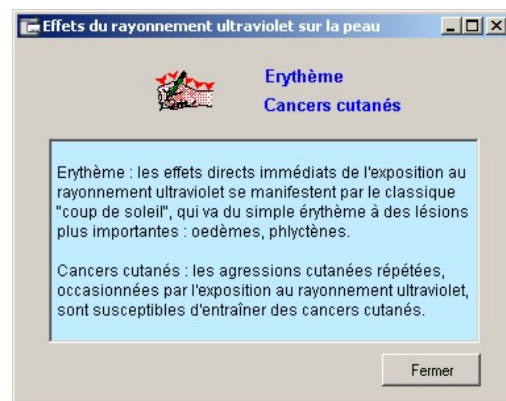 Effets du rayonnement ultraviolet sur la peau
Erythème
Cancers cutanés
Erythème : les effets directs immédiats de l'exposition au
rayonnement ultraviolet se manifestent par le classique
"coup de soleil", qui va du simple érythème à des lésions
plus importantes : oedèmes, phlyctènes.
Cancers cutanés : les agressions cutanées répétées,
occasionnées par l'exposition au rayonnement ultraviolet,
sont susceptibles d'entraîner des cancers cutanés.
Fermer